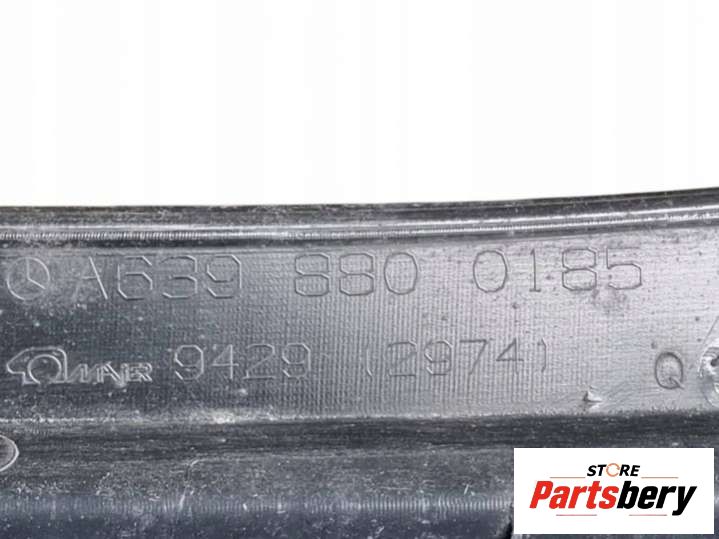 A639 880 0185
9429 (2974)
Q
STORE
Partsbery